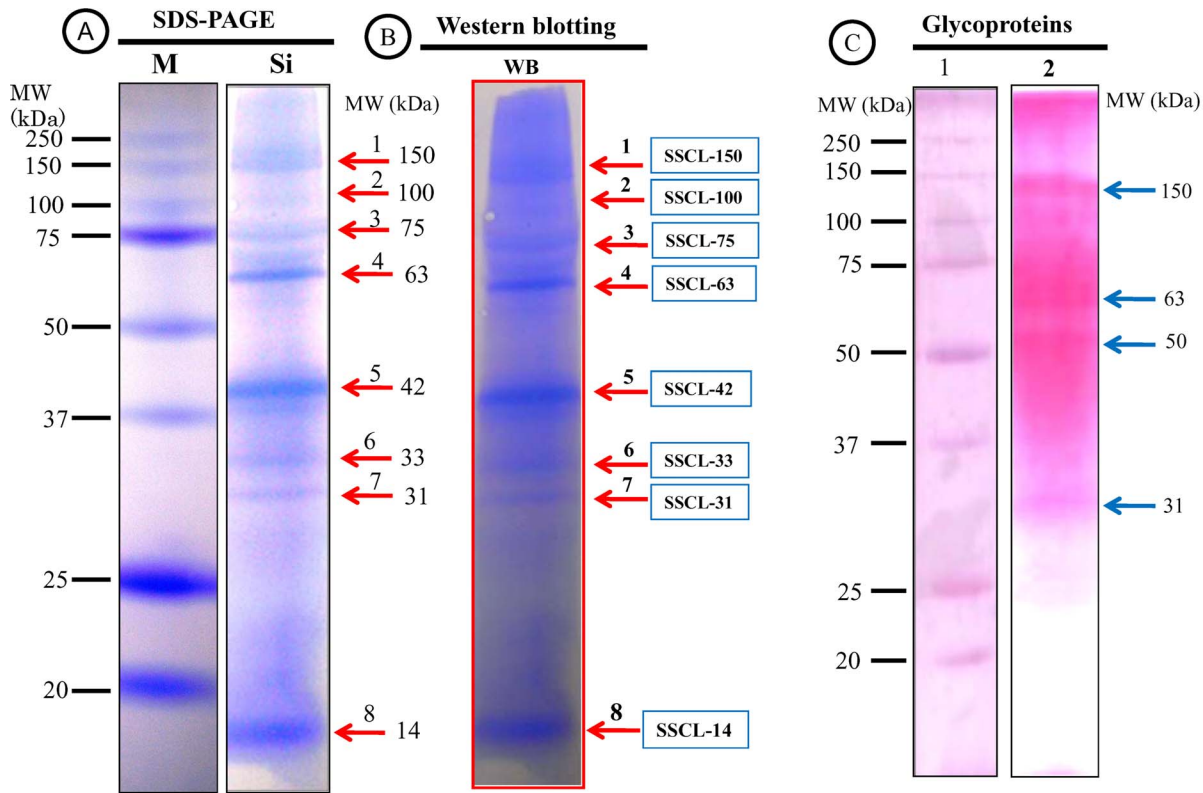 A
SDS-PAGE
M
Si
MW
(kDa)
250
150
100
75
50
37
25
20
MW (kDa)
1
150
2
100
3
75
4
63
5
42
6
33
7
31
8
14
B
Western blotting
WB
1
SSCL-150
2
SSCL-100
3
SSCL-75
4
SSCL-63
5
SSCL-42
6
SSCL-33
7
SSCL-31
8
SSCL-14
C
Glycoproteins
1
2
MW (kDa)
250
150
100
75
50
37
25
20
MW (kDa)
150
63
50
31